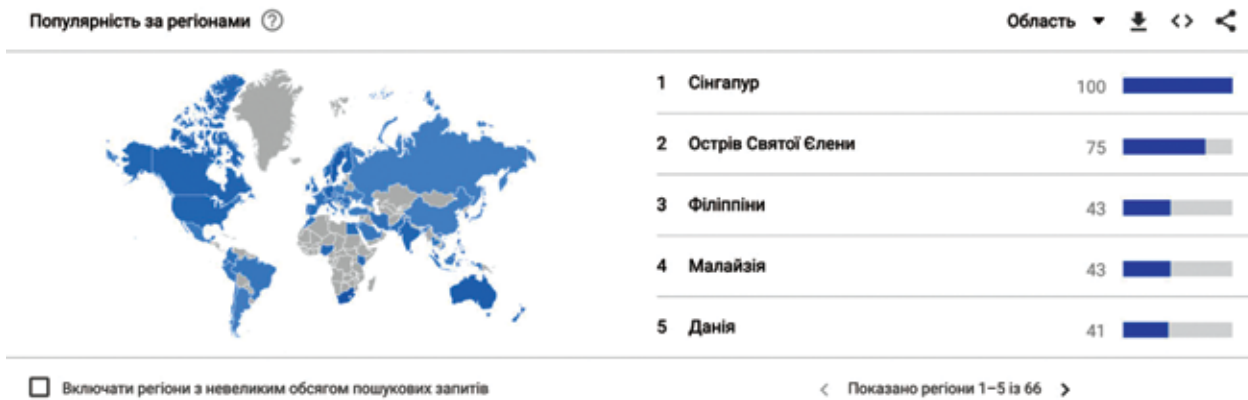 Популярність за регіонами
Область
1 Сінгапур 100
2 Острів Святої Єлени 75
3 Філіппіни 43
4 Малайзія 43
5 Данія 41
Включати регіони з невеликим обсягом пошукових запитів
Показано регіони 1–5 із 66